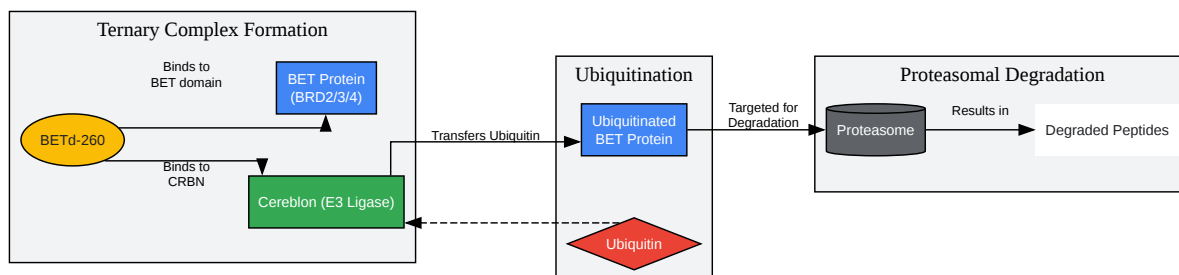 Ternary Complex Formation
Binds to
BET domain
BET Protein
(BRD2/3/4)
BETd-260
Binds to
CRBN
Cereblon (E3 Ligase)
Transfers Ubiquitin
Ubiquitination
Ubiquitinated
BET Protein
Ubiquitin
Targeted for
Degradation
Proteasomal Degradation
Proteasome
Results in
Degraded Peptides